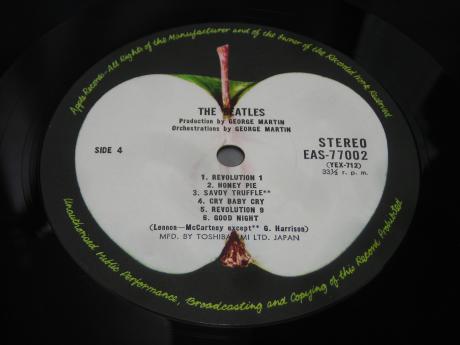 Apple Records-All Rights of the Manufacturer and of the Owner of the Recorded Work Reserved
THE BEATLES
Production by GEORGE MARTIN
Orchestrations by GEORGE MARTIN
SIDE 4
STEREO
EAS-77002
(YEX-712)
33⅓ r. p. m.
1. REVOLUTION 1
2. HONEY PIE
3. SAVOY TRUFFLE**
4. CRY BABY CRY
5. REVOLUTION 9
6. GOOD NIGHT
(Lennon-McCartney except** G. Harrison)
MFD. BY TOSHIBA EMI LTD. JAPAN
Unauthorised Public Performance, Broadcasting and Copying of this Record Prohibited